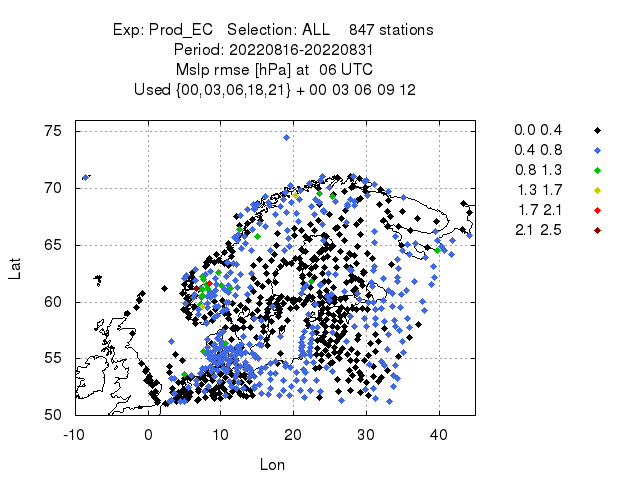 Exp: Prod_EC   Selection: ALL    847 stations
Period: 20220816-20220831
Mslp rmse [hPa] at  06 UTC
Used {00,03,06,18,21} + 00 03 06 09 12
0.0 0.4
0.4 0.8
0.8 1.3
1.3 1.7
1.7 2.1
2.1 2.5
75
70
65
60
55
50
Lat
-10 0 10 20 30 40
Lon